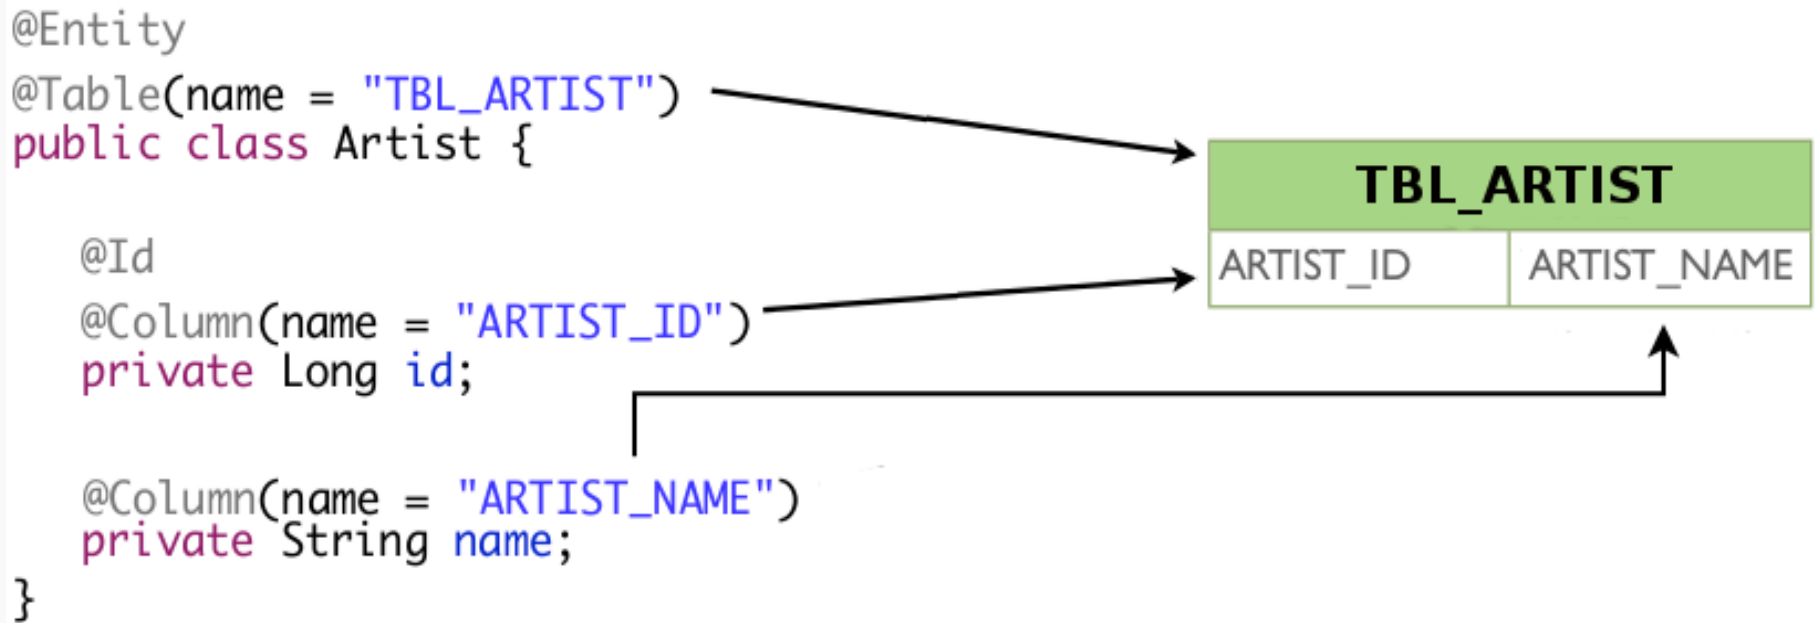 @Entity
@Table(name = "TBL_ARTIST")
public class Artist {
@Id
@Column(name = "ARTIST_ID")
private Long id;
@Column(name = "ARTIST_NAME")
private String name;
}
TBL_ARTIST
ARTIST_ID ARTIST_NAME